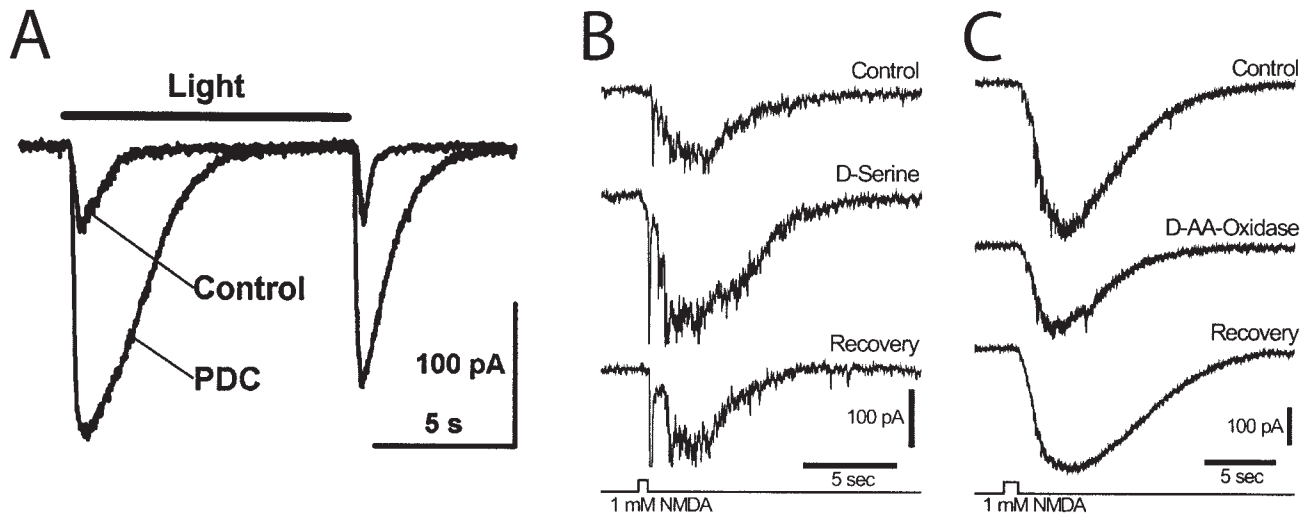 A
Light
Control
PDC
100 pA
5 s
B
Control
D-Serine
Recovery
100 pA
5 sec
1 mM NMDA
C
Control
D-AA-Oxidase
Recovery
100 pA
5 sec
1 mM NMDA